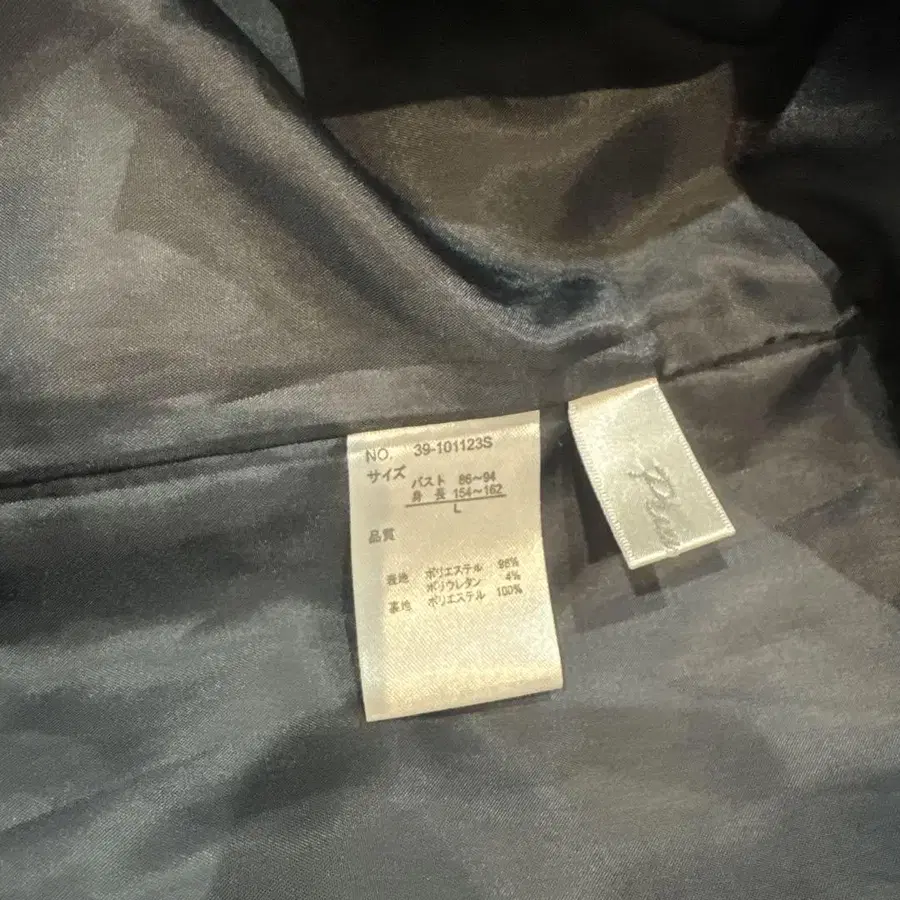 NO. 39-101123S
サイズ バスト 86～94
身 長 154～162
L
品質
表地 ポリエステル 96%
ポリウレタン 4%
裏地 ポリエステル 100%